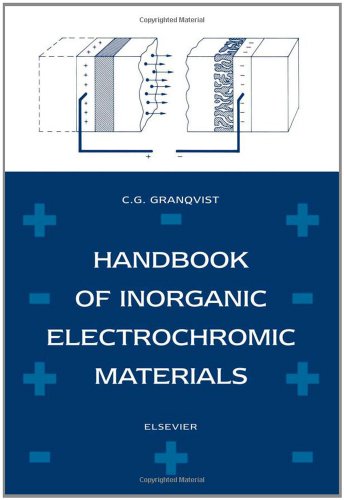 Copyrighted Material
+
−
C.G. GRANQVIST
HANDBOOK
OF INORGANIC
ELECTROCHROMIC
MATERIALS
ELSEVIER
Copyrighted Material